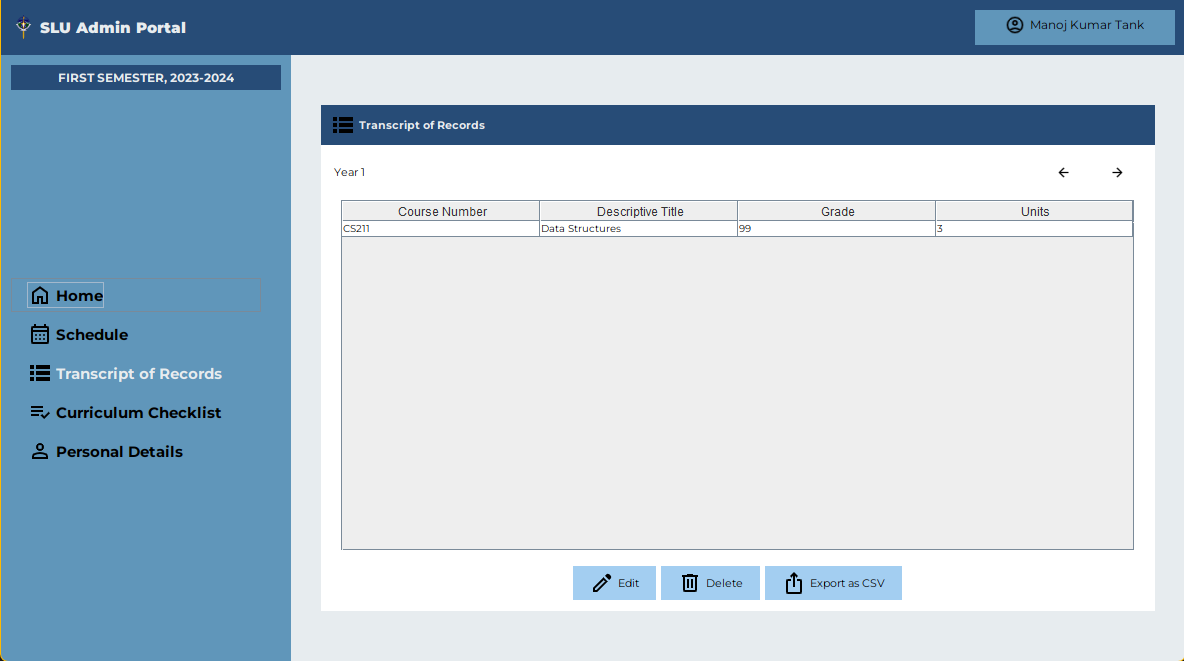 SLU Admin Portal
Manoj Kumar Tank
FIRST SEMESTER, 2023-2024
Home
Schedule
Transcript of Records
Curriculum Checklist
Personal Details
Transcript of Records
Year 1
Course Number Descriptive Title Grade Units
CS211 Data Structures 99 3
Edit Delete Export as CSV